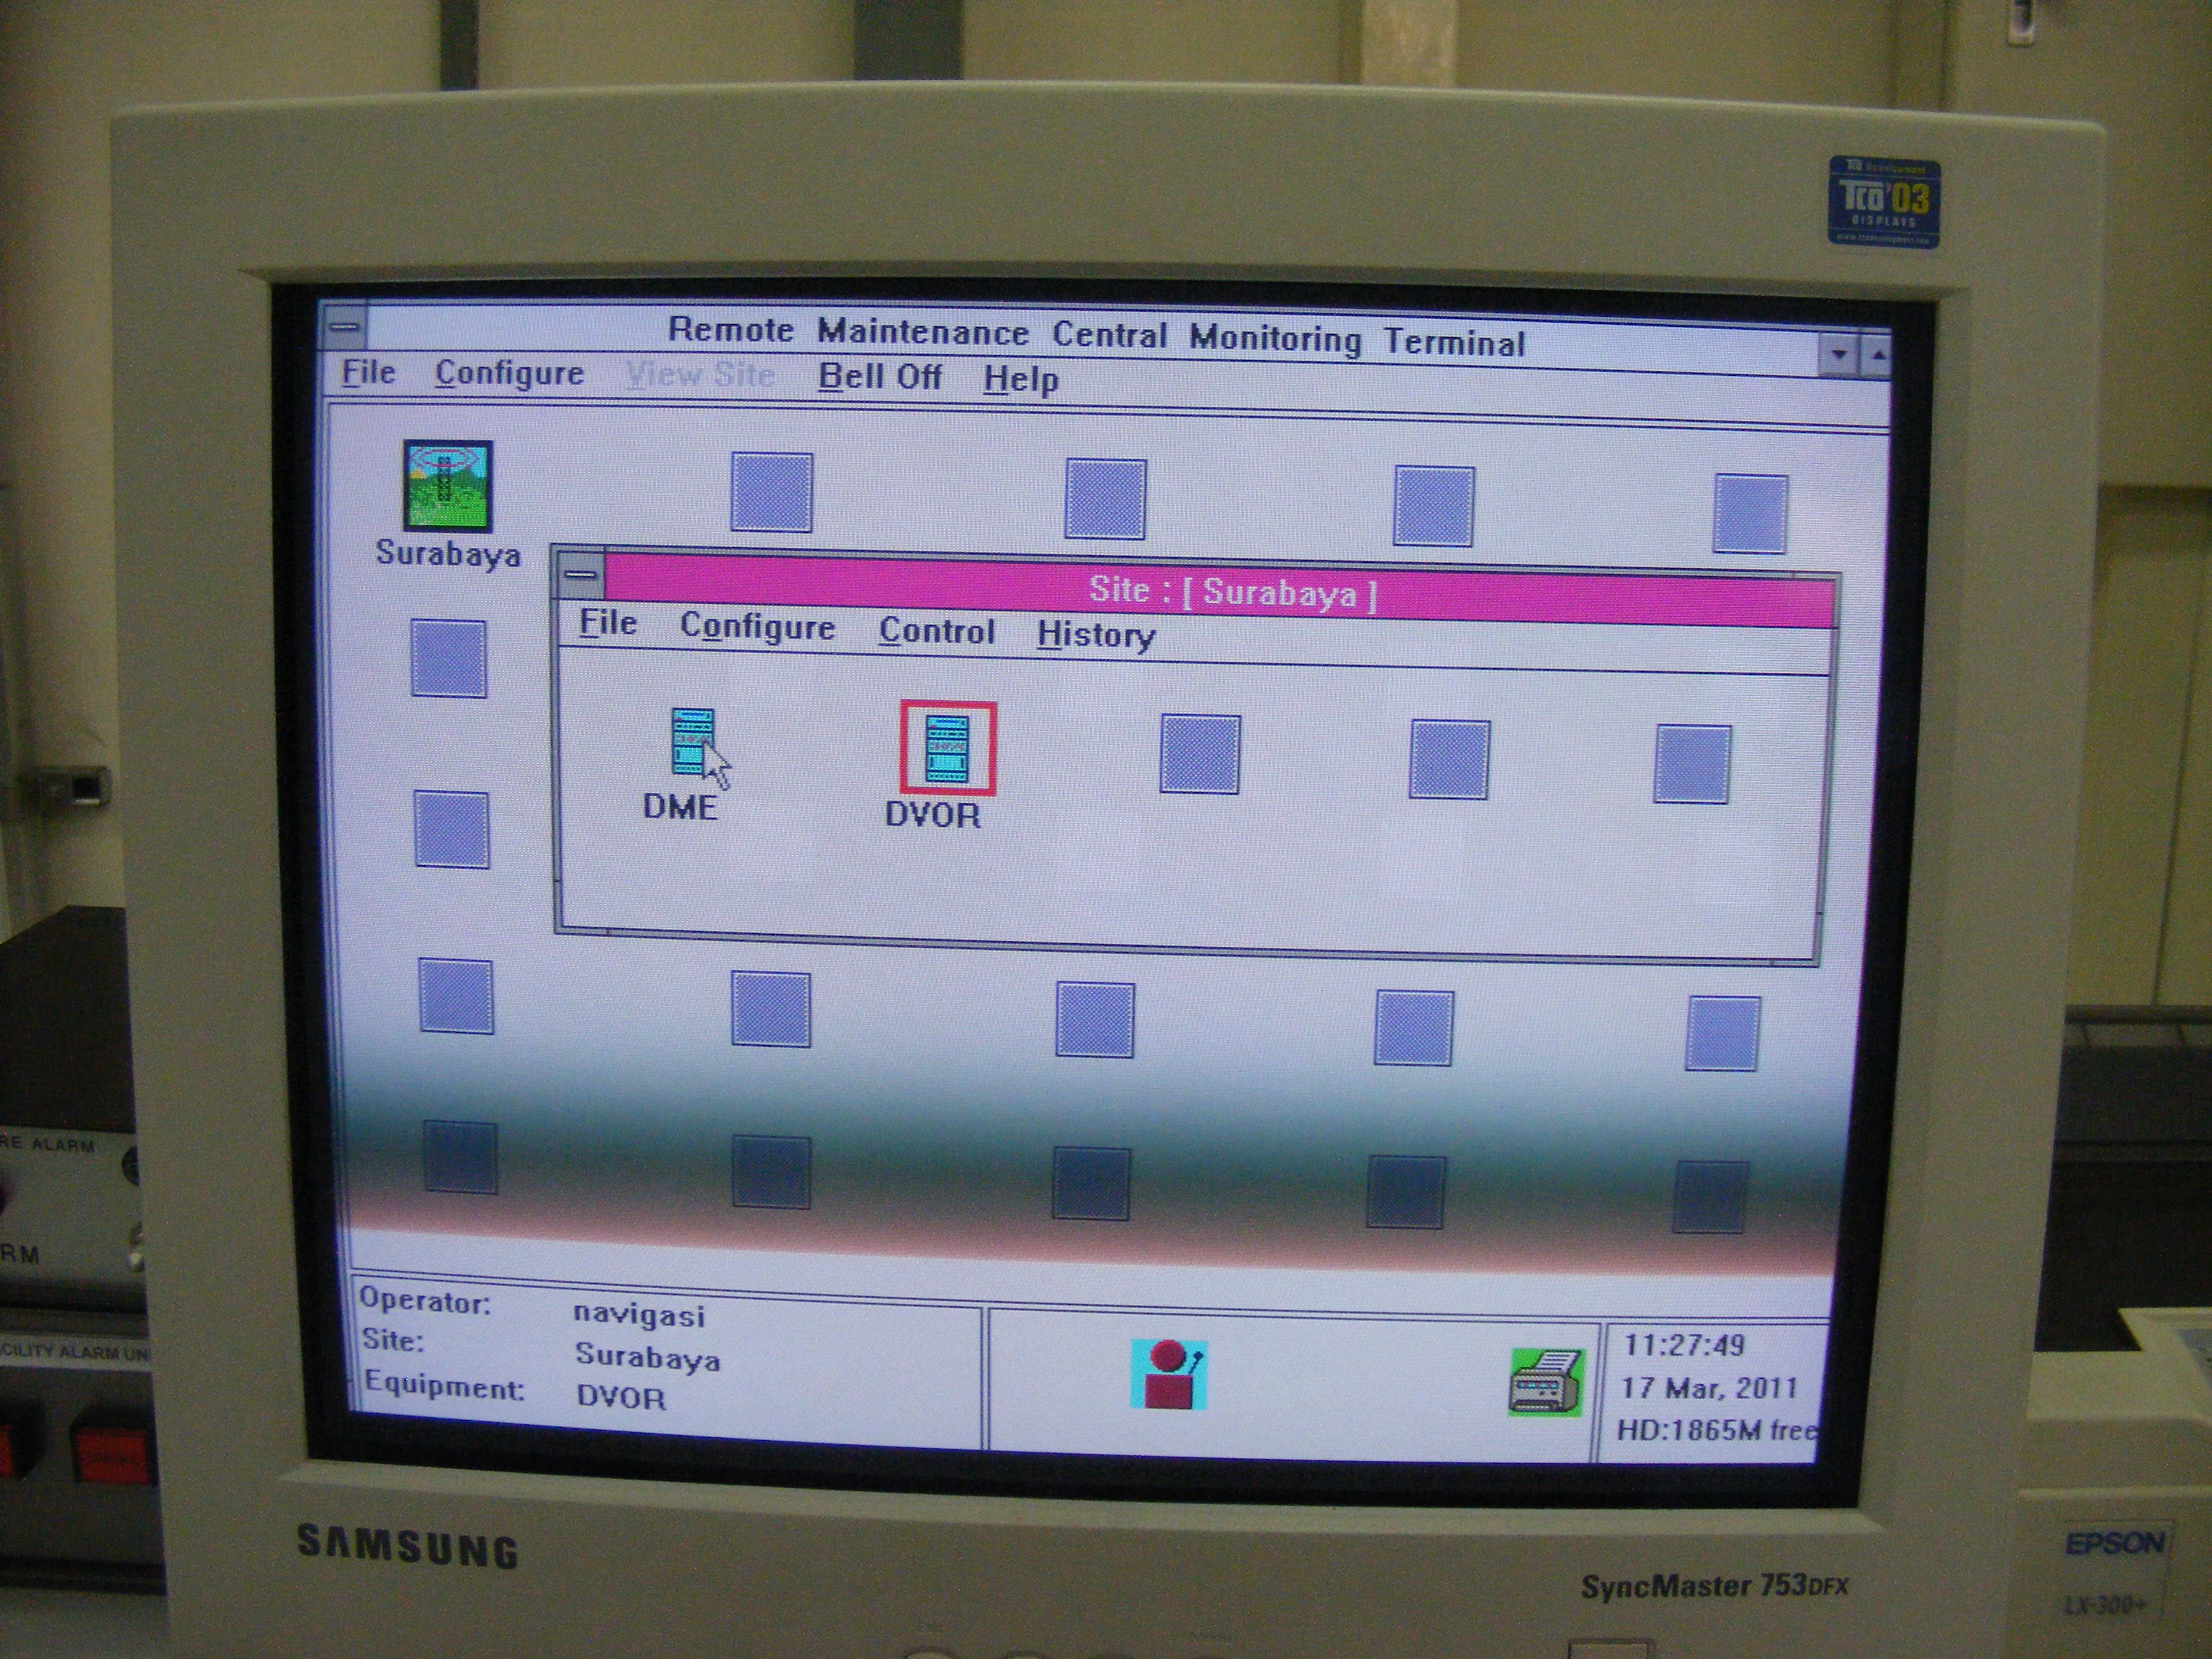 TCO Development
TCO'03
DISPLAYS
Remote Maintenance Central Monitoring Terminal
File Configure View Site Bell Off Help
Surabaya
Site : [ Surabaya ]
File Configure Control History
DME DVOR
Operator: navigasi
Site: Surabaya
Equipment: DVOR
11:27:49
17 Mar, 2011
HD:1865M free
RE ALARM
RM
CILITY ALARM UN
SAMSUNG
SyncMaster 753DFX
EPSON
LX-300+